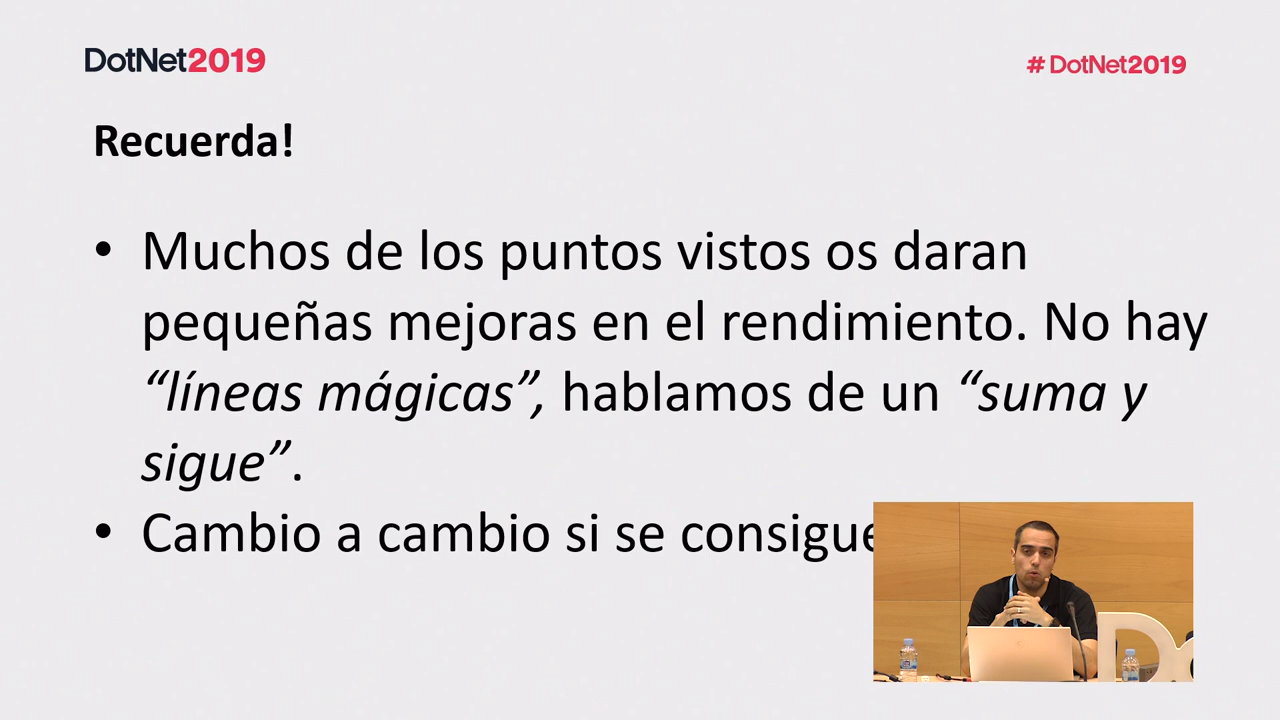 DotNet2019
# DotNet2019
Recuerda!
• Muchos de los puntos vistos os daran
pequeñas mejoras en el rendimiento. No hay
“líneas mágicas”, hablamos de un “suma y
sigue”.
• Cambio a cambio si se consigue